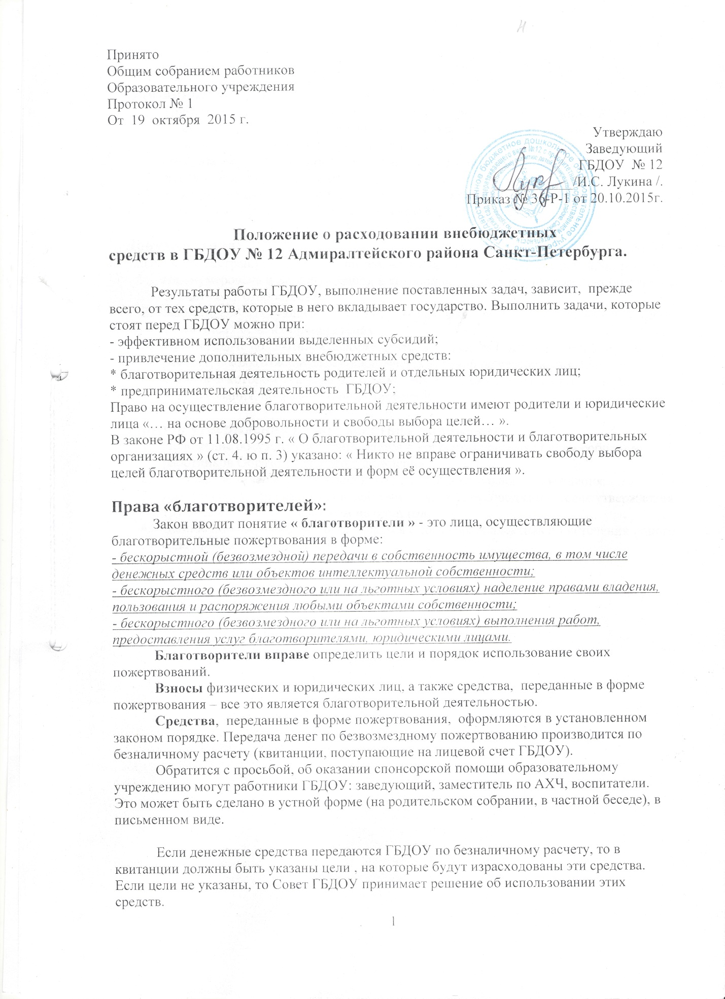 Принято
Общим собранием работников
Образовательного учреждения
Протокол № 1
От 19 октября 2015 г.
Утверждаю
Заведующий
ГБДОУ № 12
/И.С. Лукина /.
Приказ № 36-Р-1 от 20.10.2015г.
Положение о расходовании внебюджетных
средств в ГБДОУ № 12 Адмиралтейского района Санкт-Петербурга.
Результаты работы ГБДОУ, выполнение поставленных задач, зависит, прежде
всего, от тех средств, которые в него вкладывает государство. Выполнить задачи, которые
стоят перед ГБДОУ можно при:
- эффективном использовании выделенных субсидий;
- привлечение дополнительных внебюджетных средств:
* благотворительная деятельность родителей и отдельных юридических лиц;
* предпринимательская деятельность ГБДОУ;
Право на осуществление благотворительной деятельности имеют родители и юридические
лица «… на основе добровольности и свободы выбора целей… ».
В законе РФ от 11.08.1995 г. « О благотворительной деятельности и благотворительных
организациях » (ст. 4. ю п. 3) указано: « Никто не вправе ограничивать свободу выбора
целей благотворительной деятельности и форм её осуществления ».
Права «благотворителей»:
Закон вводит понятие « благотворители » - это лица, осуществляющие
благотворительные пожертвования в форме:
- бескорыстной (безвозмездной) передачи в собственность имущества, в том числе
денежных средств или объектов интеллектуальной собственности;
- бескорыстного (безвозмездного или на льготных условиях) наделение правами владения,
пользования и распоряжения любыми объектами собственности;
- бескорыстного (безвозмездного или на льготных условиях) выполнения работ,
предоставления услуг благотворителями, юридическими лицами.
Благотворители вправе определить цели и порядок использование своих
пожертвований.
Взносы физических и юридических лиц, а также средства, переданные в форме
пожертвования – все это является благотворительной деятельностью.
Средства, переданные в форме пожертвования, оформляются в установленном
законом порядке. Передача денег по безвозмездному пожертвованию производится по
безналичному расчету (квитанции, поступающие на лицевой счет ГБДОУ).
Обратится с просьбой, об оказании спонсорской помощи образовательному
учреждению могут работники ГБДОУ: заведующий, заместитель по АХЧ, воспитатели.
Это может быть сделано в устной форме (на родительском собрании, в частной беседе), в
письменном виде.
Если денежные средства передаются ГБДОУ по безналичному расчету, то в
квитанции должны быть указаны цели , на которые будут израсходованы эти средства.
Если цели не указаны, то Совет ГБДОУ принимает решение об использовании этих
средств.
1